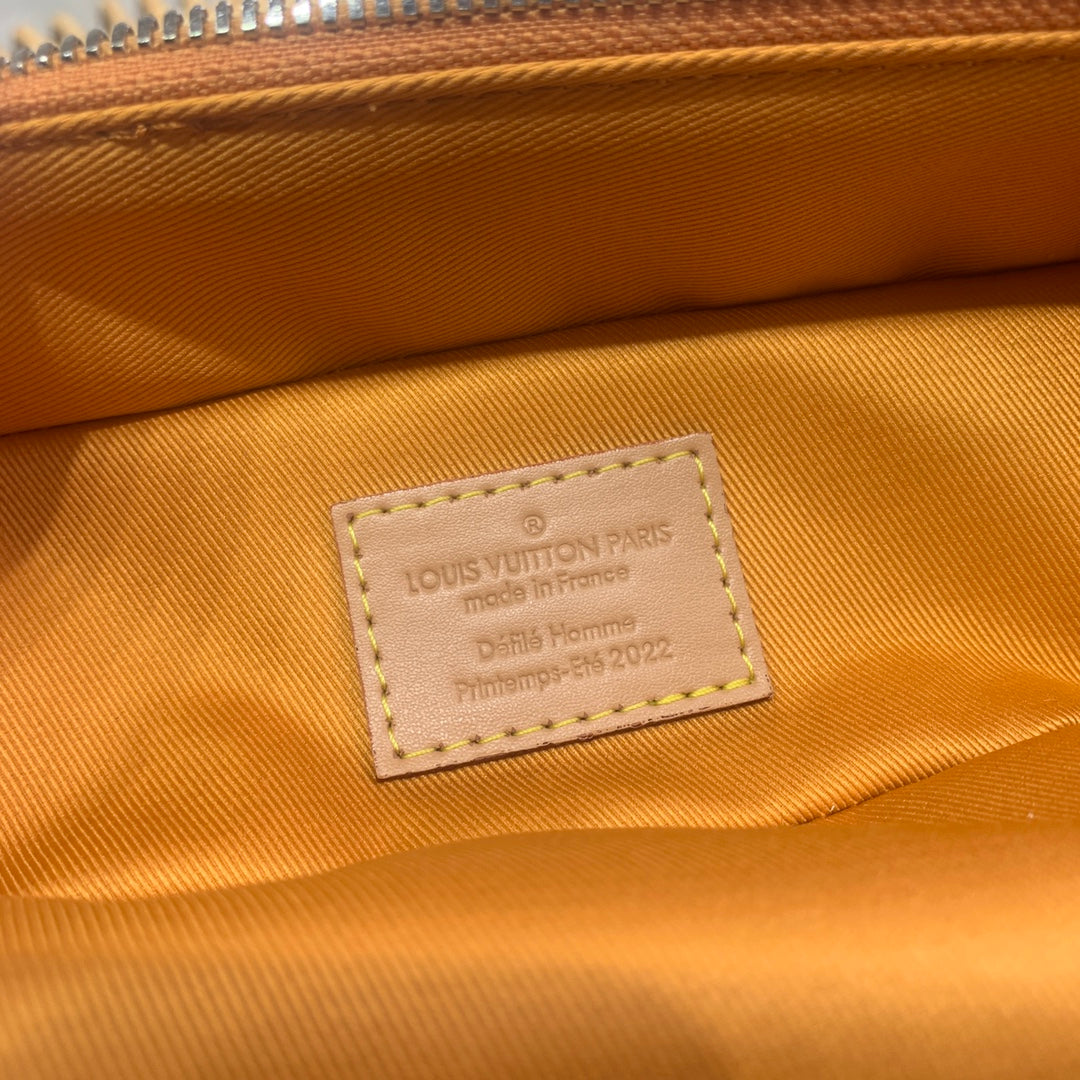 ®
LOUIS VUITTON PARIS
made in France
Défilé Homme
Printemps-Eté 2022